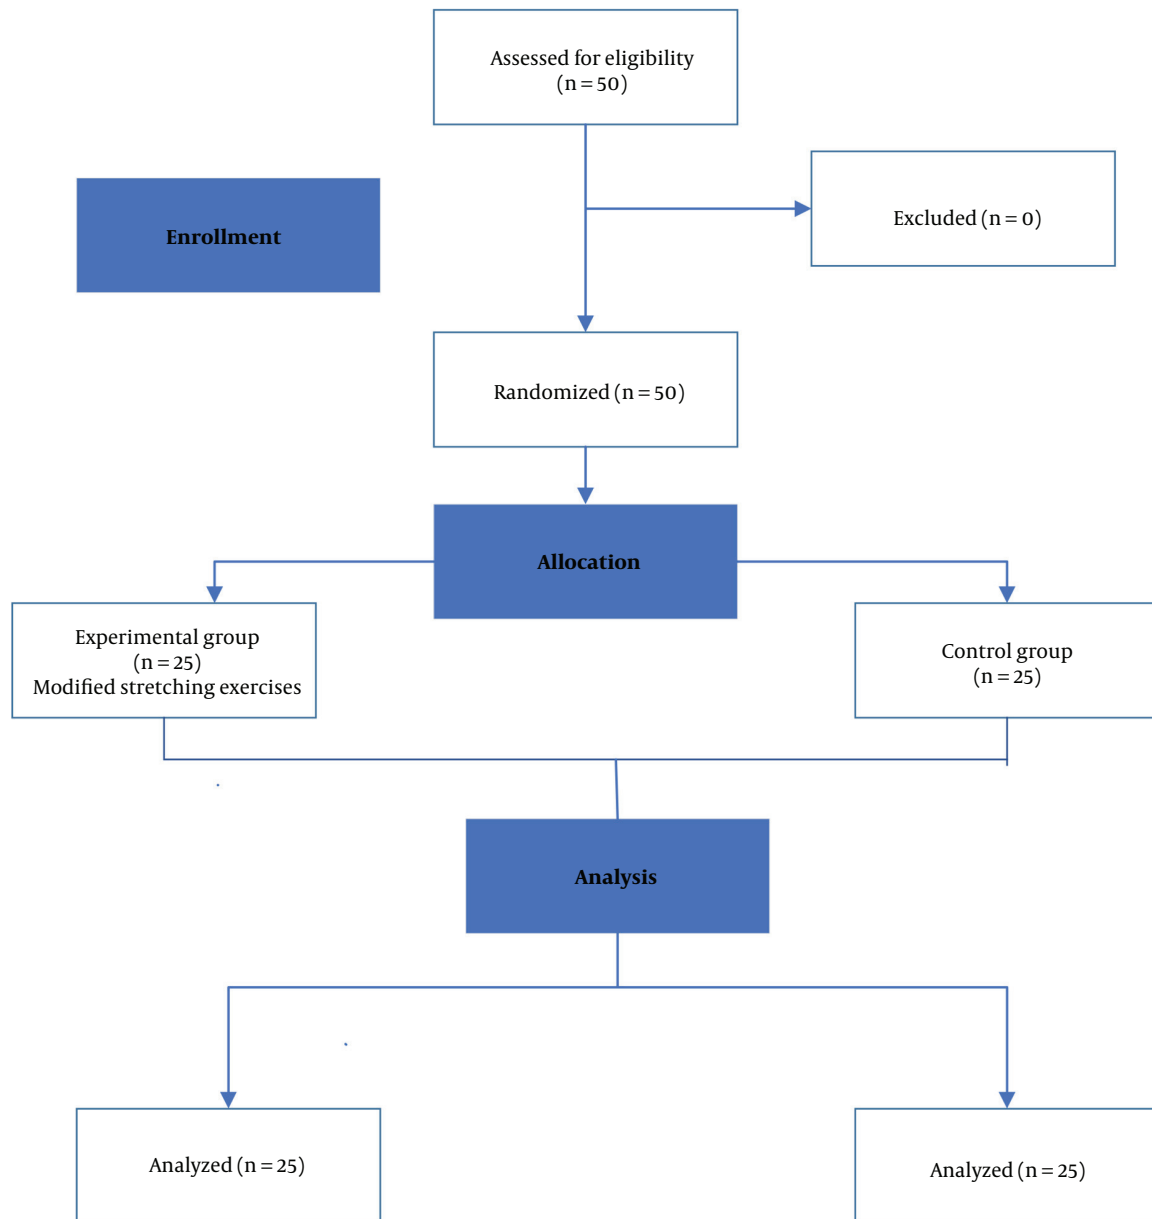 Assessed for eligibility
(n = 50)
Excluded (n = 0)
Enrollment
Randomized (n = 50)
Allocation
Experimental group
(n = 25)
Modified stretching exercises
Control group
(n = 25)
Analysis
Analyzed (n = 25)
Analyzed (n = 25)